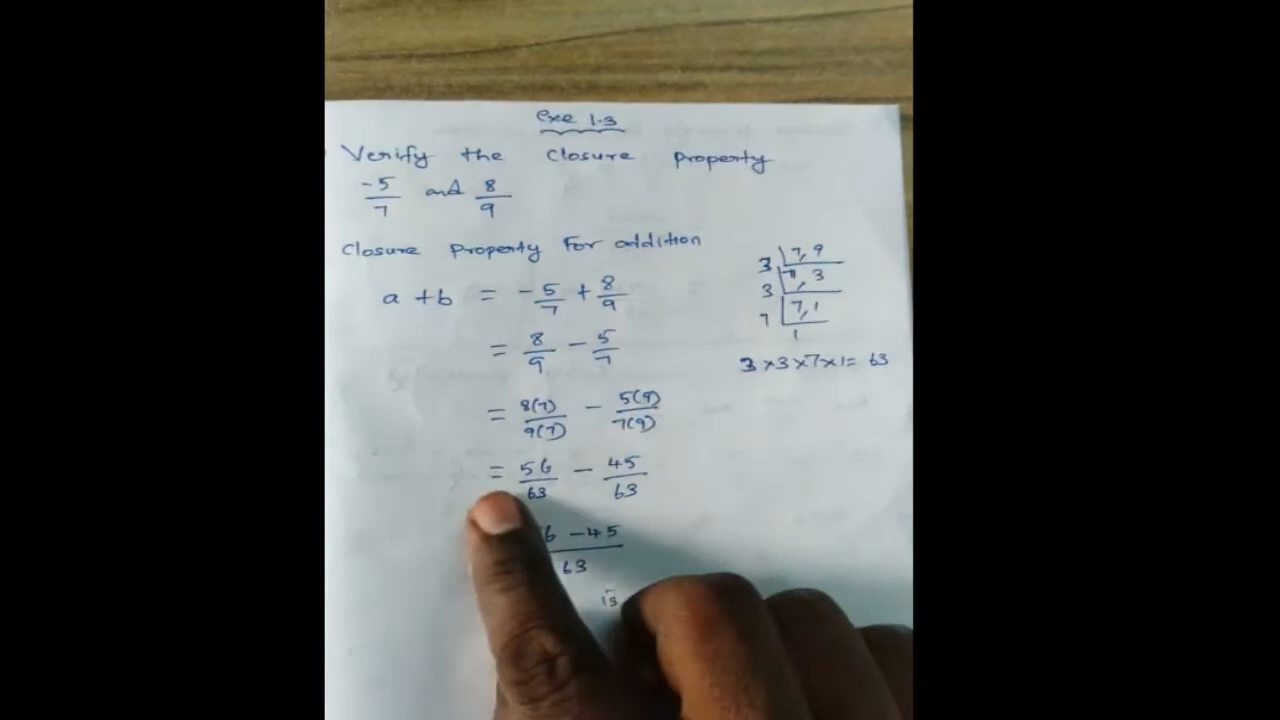 Exe 1.3
Verify the Closure property
-5/7 and 8/9
Closure Property For addition
a + b = -5/7 + 8/9
= 8/9 - 5/7
= 8(7)/9(7) - 5(9)/7(9)
= 56/63 - 45/63
6 - 45
63
is
3 | 7, 9
3 | 7, 3
7 | 7, 1
1
3 × 3 × 7 × 1 = 63